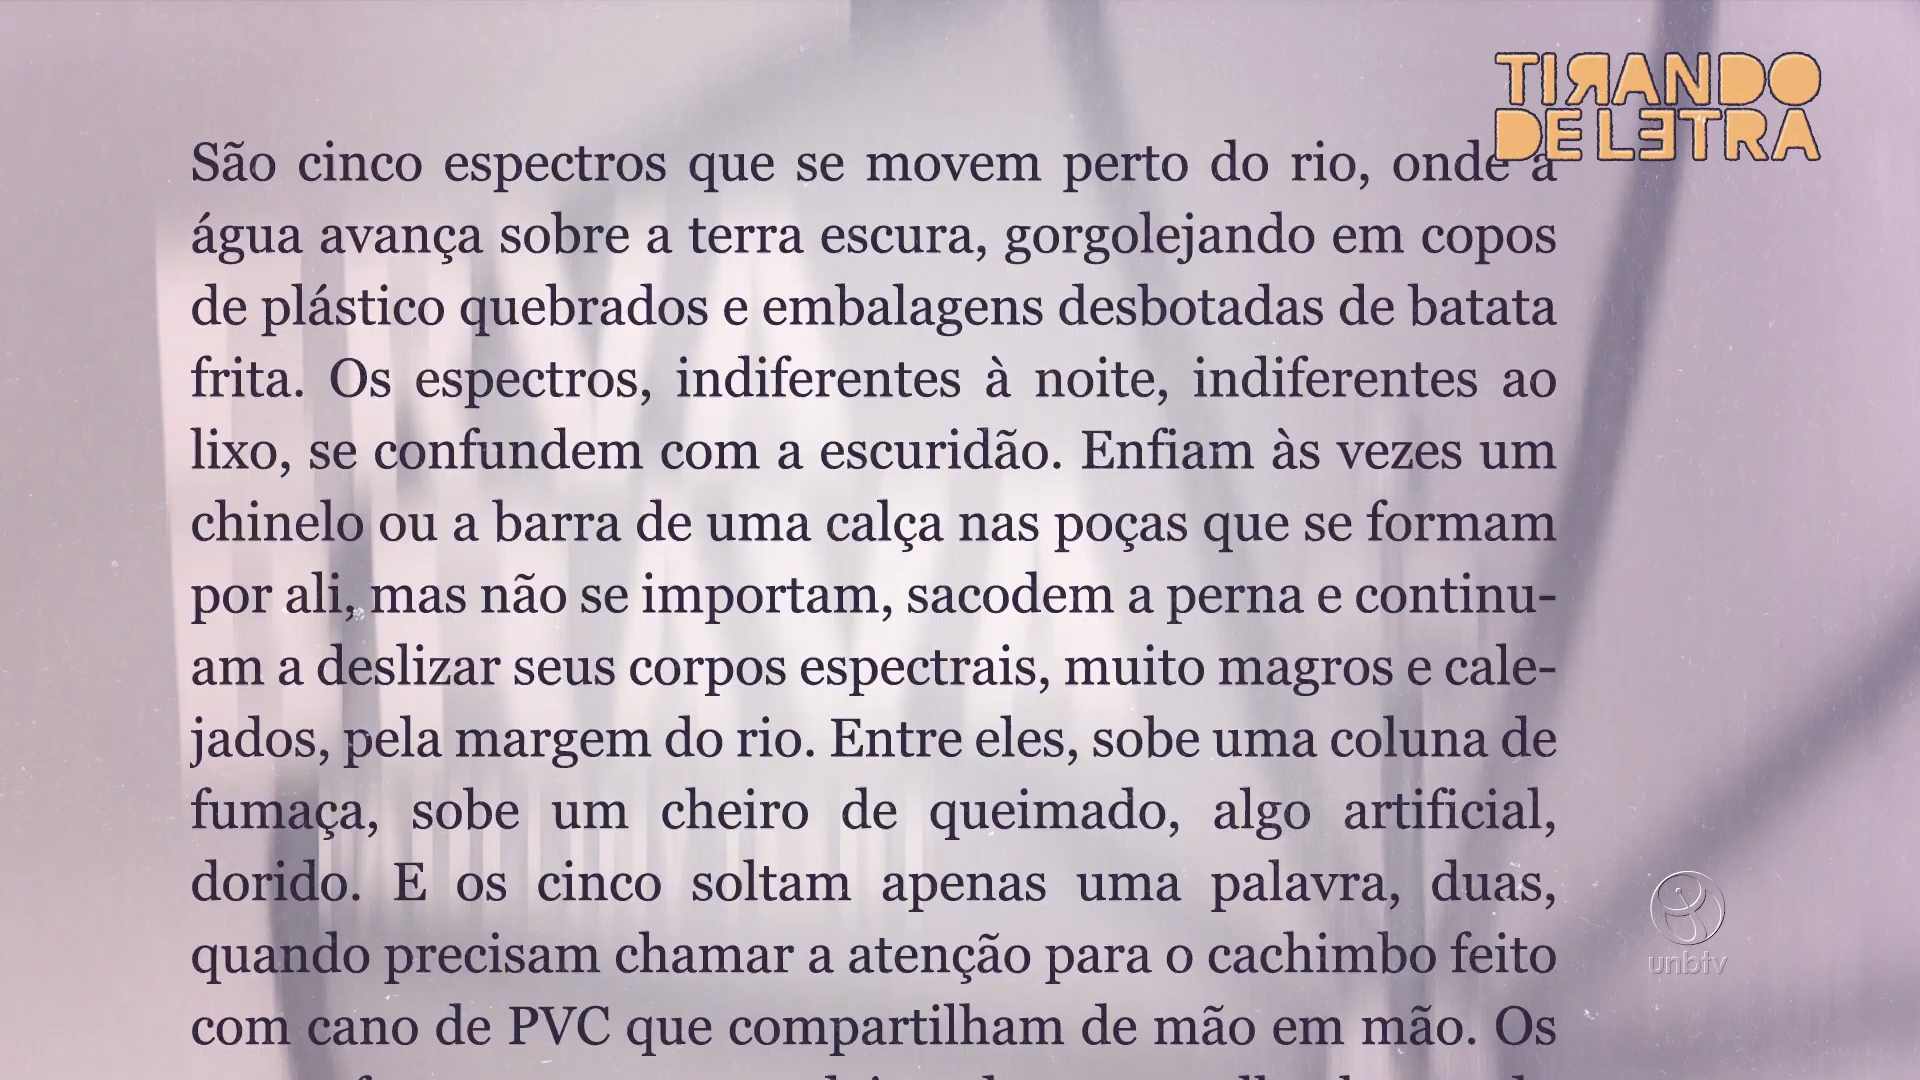 TIRANDO
DE LETRA
São cinco espectros que se movem perto do rio, onde a
água avança sobre a terra escura, gorgolejando em copos
de plástico quebrados e embalagens desbotadas de batata
frita. Os espectros, indiferentes à noite, indiferentes ao
lixo, se confundem com a escuridão. Enfiam às vezes um
chinelo ou a barra de uma calça nas poças que se formam
por ali, mas não se importam, sacodem a perna e continu-
am a deslizar seus corpos espectrais, muito magros e cale-
jados, pela margem do rio. Entre eles, sobe uma coluna de
fumaça, sobe um cheiro de queimado, algo artificial,
dorido. E os cinco soltam apenas uma palavra, duas,
quando precisam chamar a atenção para o cachimbo feito
com cano de PVC que compartilham de mão em mão. Os
unbtv